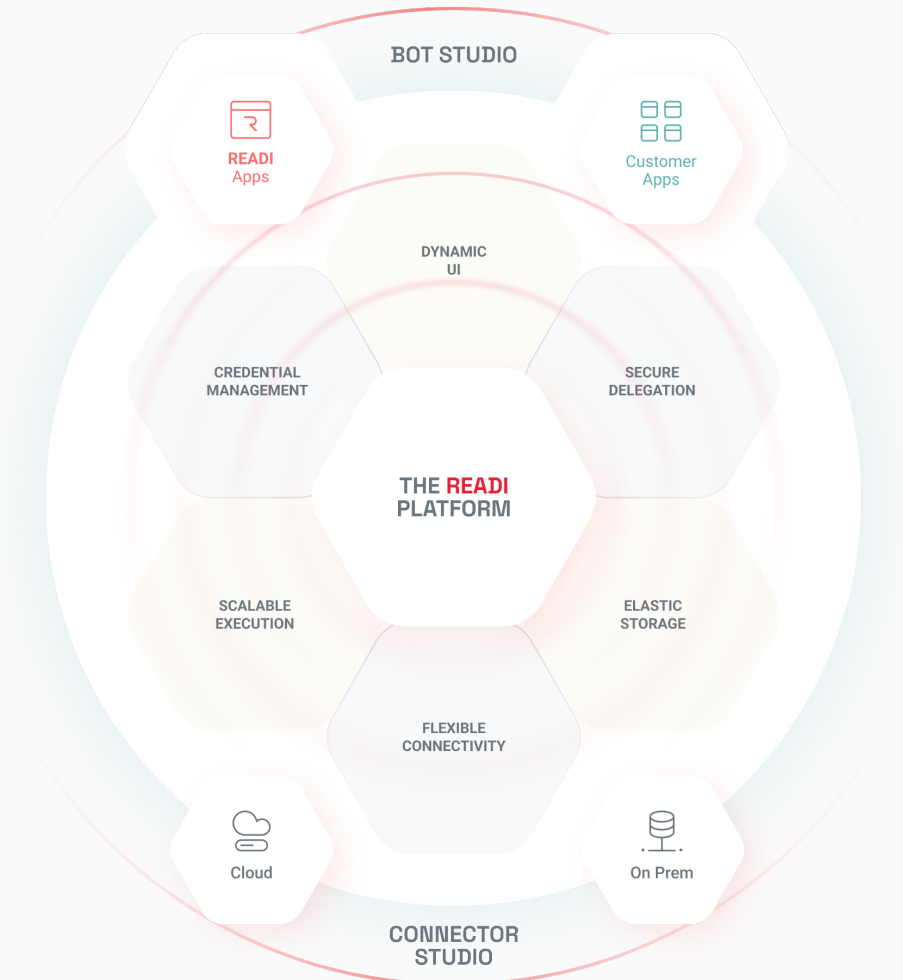 BOT STUDIO
READI
Apps
Customer
Apps
DYNAMIC
UI
CREDENTIAL
MANAGEMENT
SECURE
DELEGATION
THE READI
PLATFORM
SCALABLE
EXECUTION
ELASTIC
STORAGE
FLEXIBLE
CONNECTIVITY
Cloud
On Prem
CONNECTOR
STUDIO